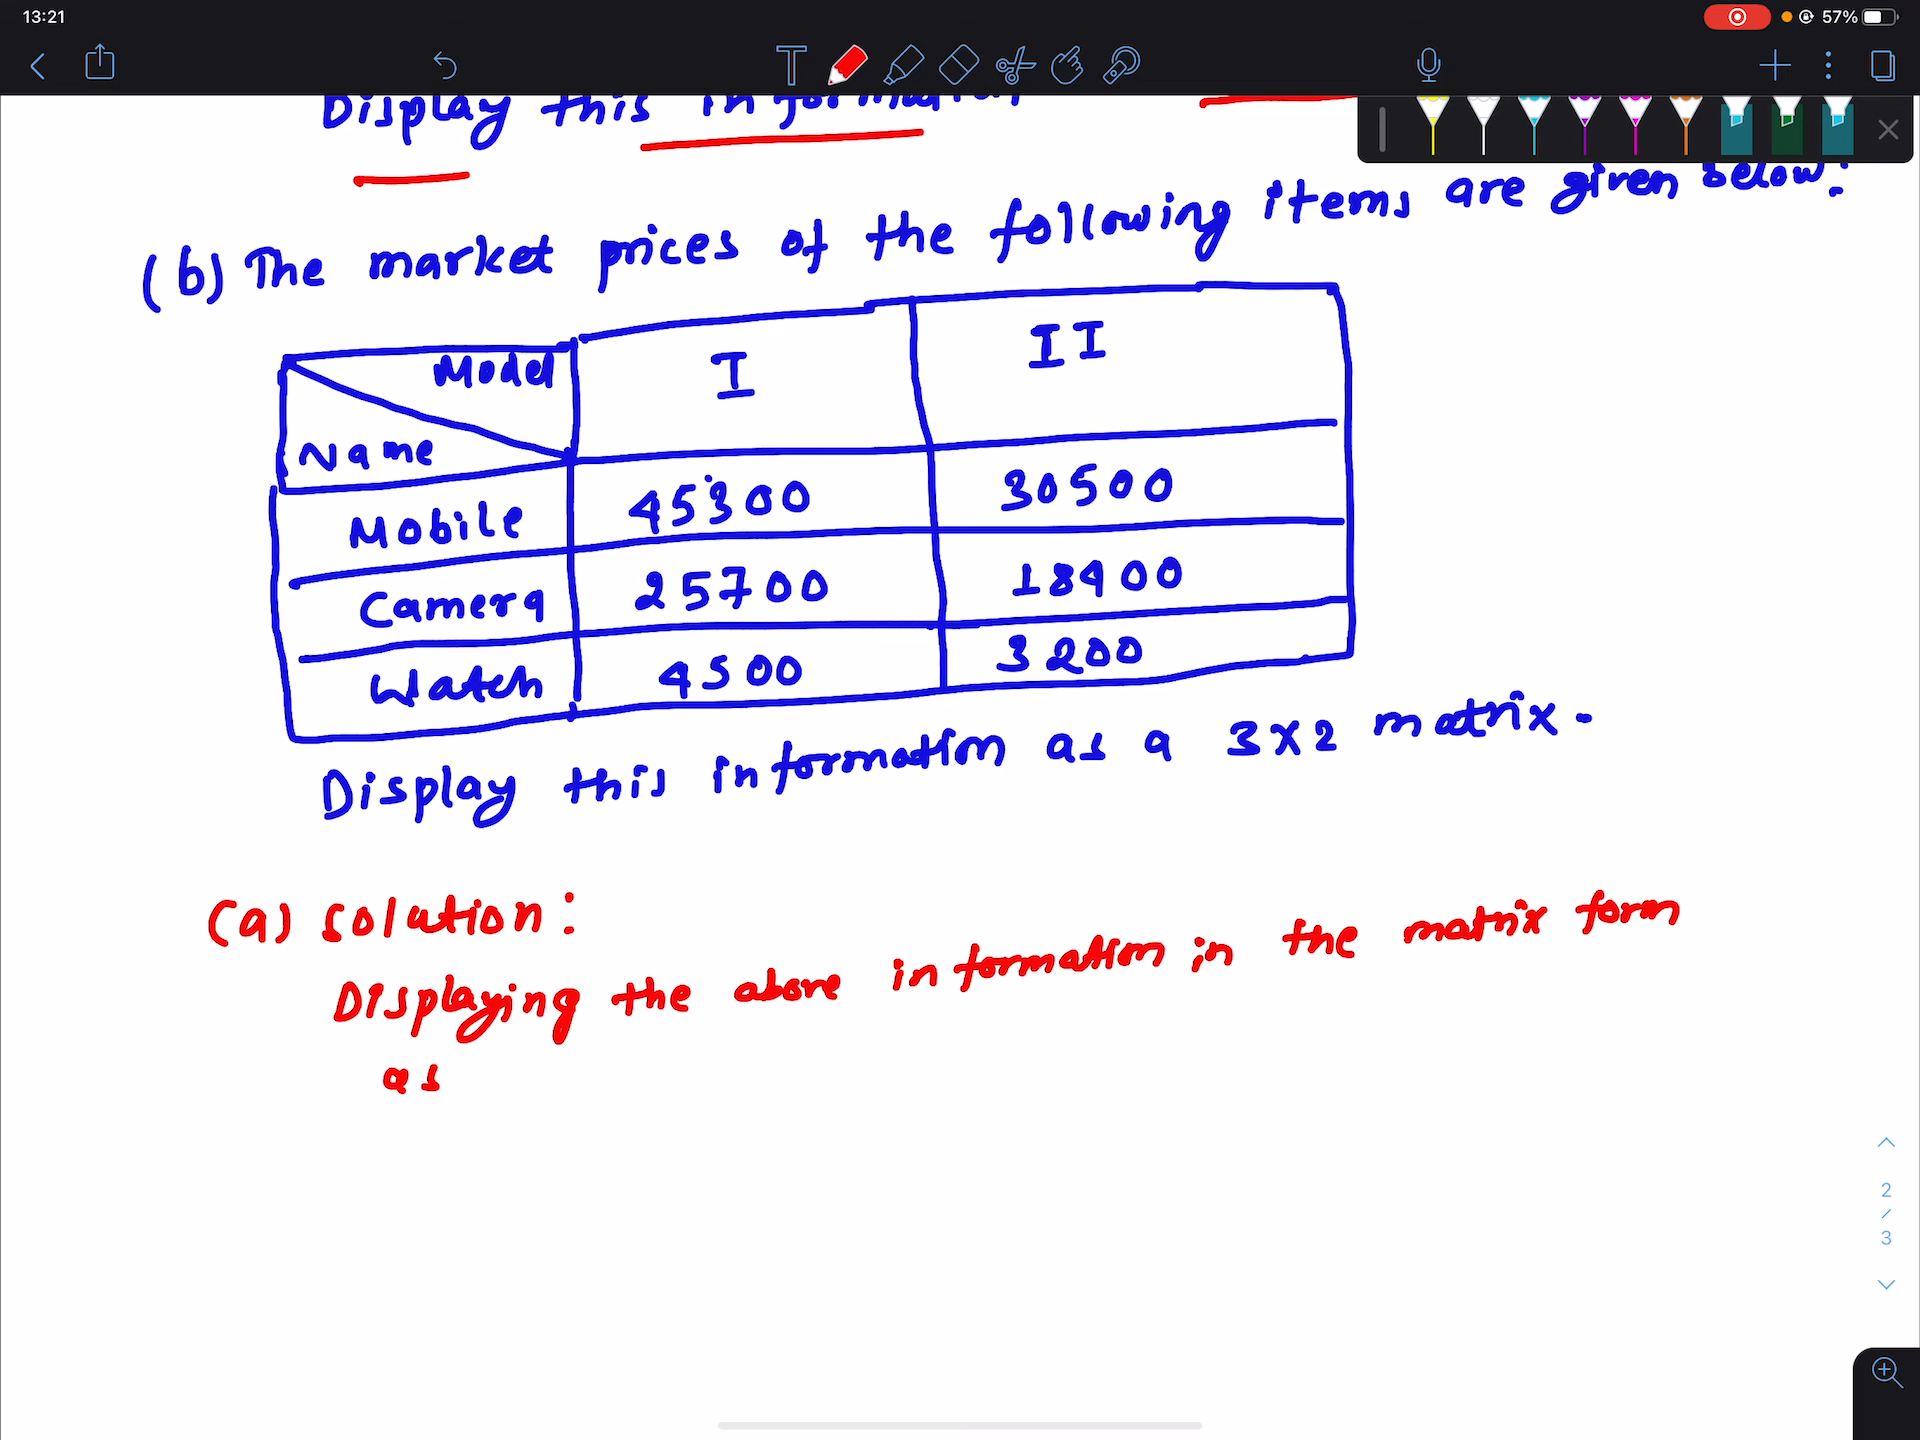 13:21
57%
Display this information
(b) The market prices of the following items are given below:
Model I II
Name
Mobile 45300 30500
Camera 25700 18400
Watch 4500 3200
Display this information as a 3x2 matrix.
(a) solution:
Displaying the above information in the matrix form
as
2
/
3